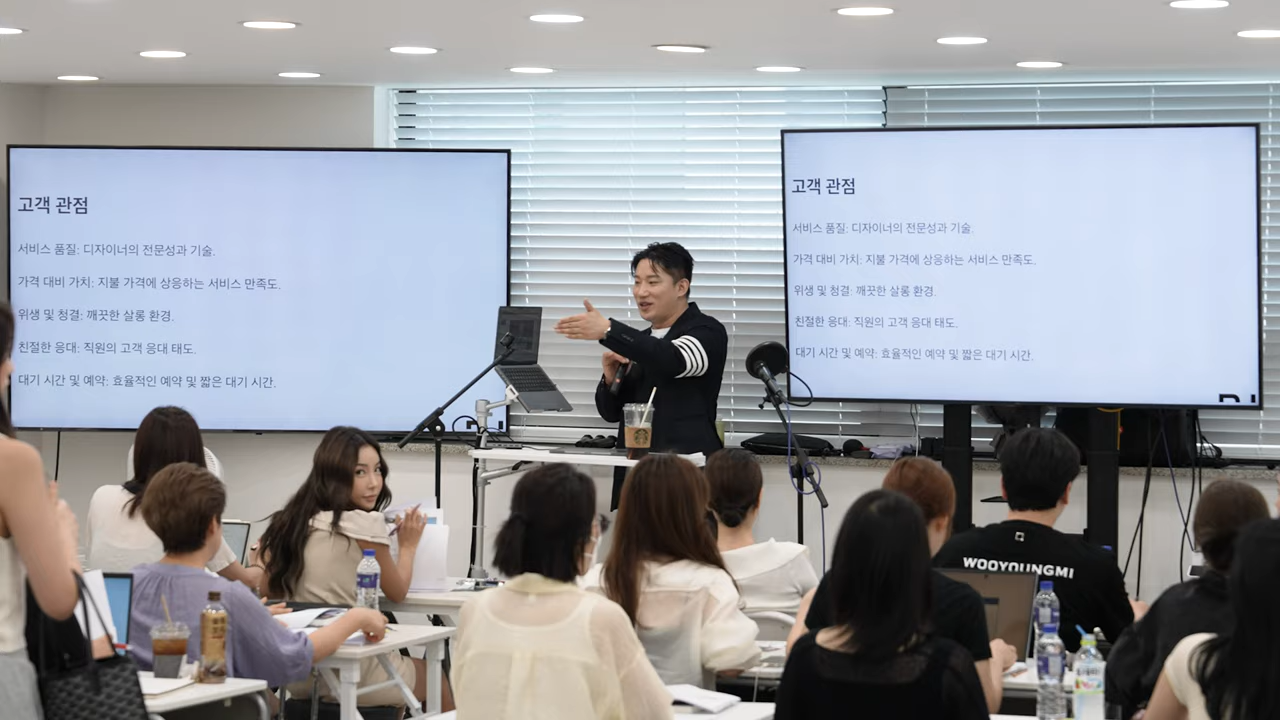 고객 관점
서비스 품질: 디자이너의 전문성과 기술.
가격 대비 가치: 지불 가격에 상응하는 서비스 만족도.
위생 및 청결: 깨끗한 살롱 환경.
친절한 응대: 직원의 고객 응대 태도.
대기 시간 및 예약: 효율적인 예약 및 짧은 대기 시간.
고객 관점
서비스 품질: 디자이너의 전문성과 기술.
가격 대비 가치: 지불 가격에 상응하는 서비스 만족도.
위생 및 청결: 깨끗한 살롱 환경.
친절한 응대: 직원의 고객 응대 태도.
대기 시간 및 예약: 효율적인 예약 및 짧은 대기 시간.
WOOYOUNGMI